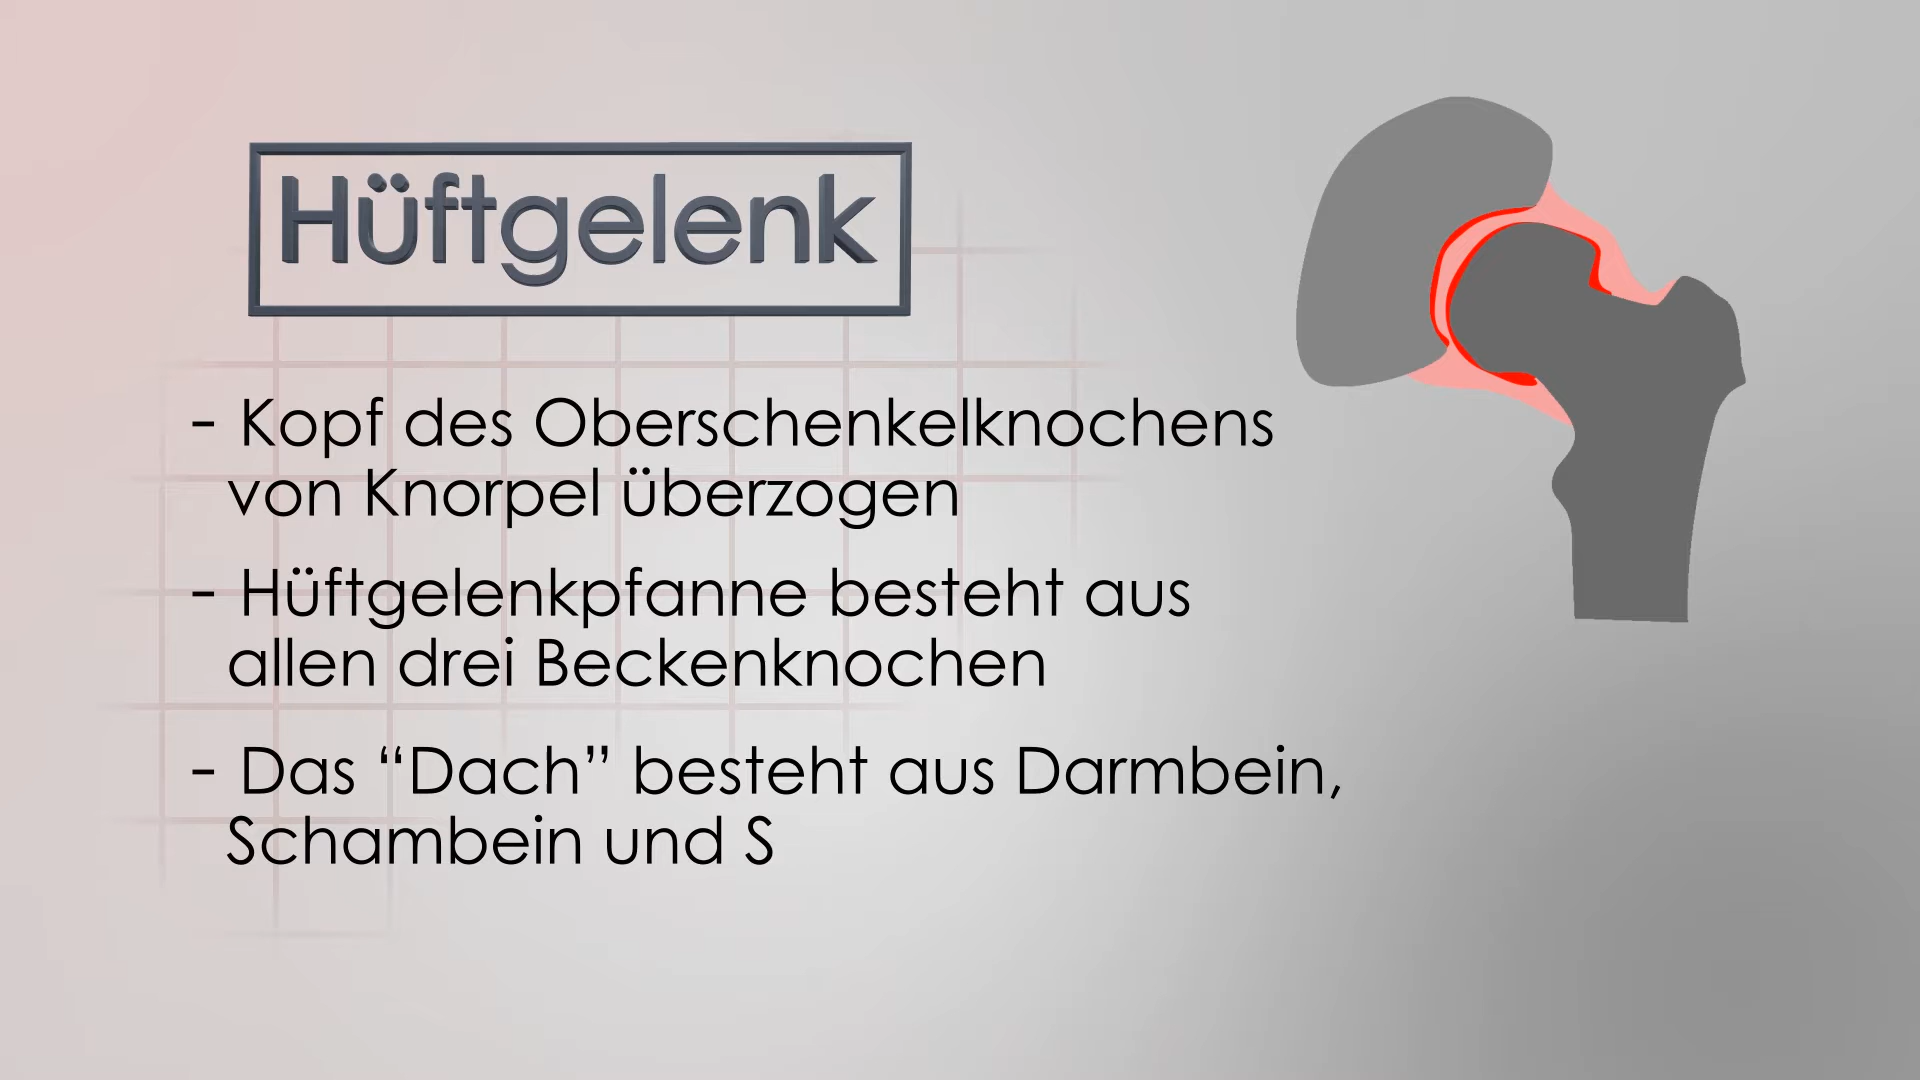 Hüftgelenk
- Kopf des Oberschenkelknochens
von Knorpel überzogen
- Hüftgelenkpfanne besteht aus
allen drei Beckenknochen
- Das “Dach” besteht aus Darmbein,
Schambein und S